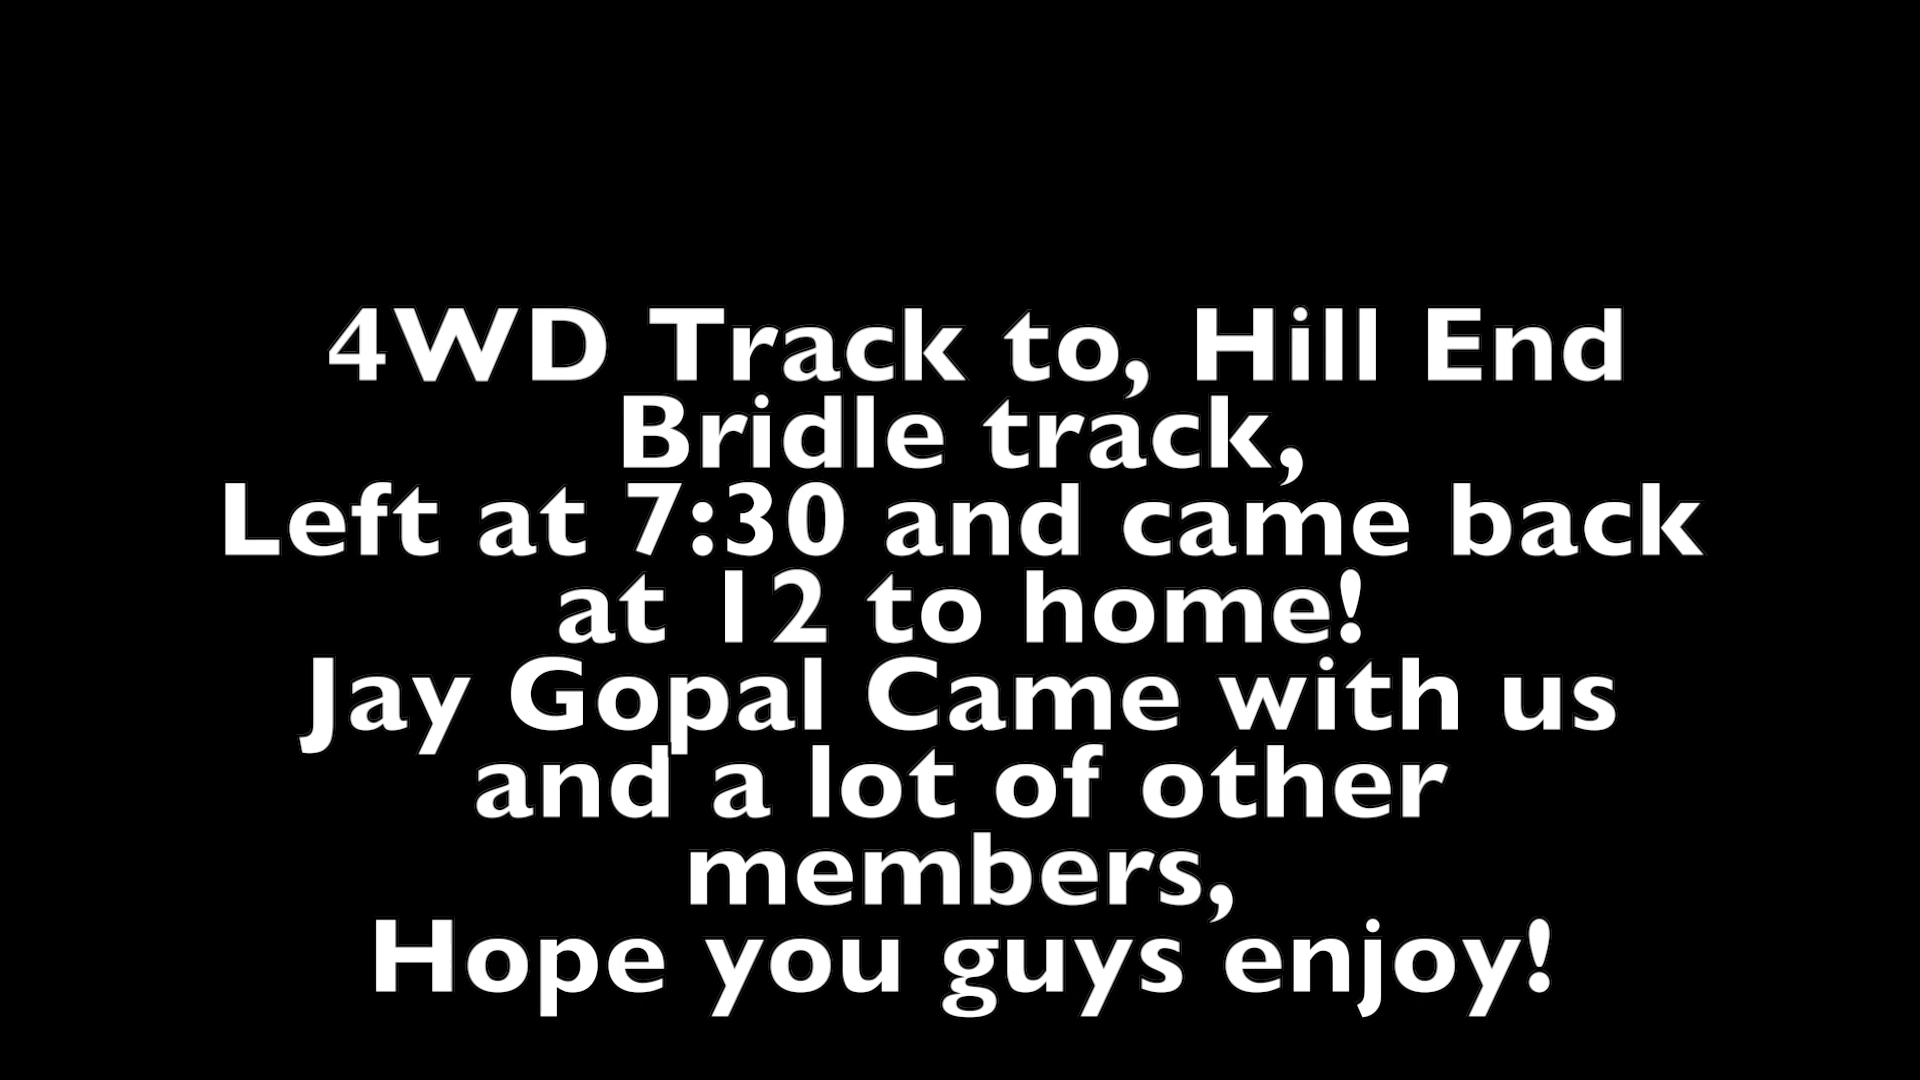 4WD Track to, Hill End
Bridle track,
Left at 7:30 and came back
at 12 to home!
Jay Gopal Came with us
and a lot of other
members,
Hope you guys enjoy!